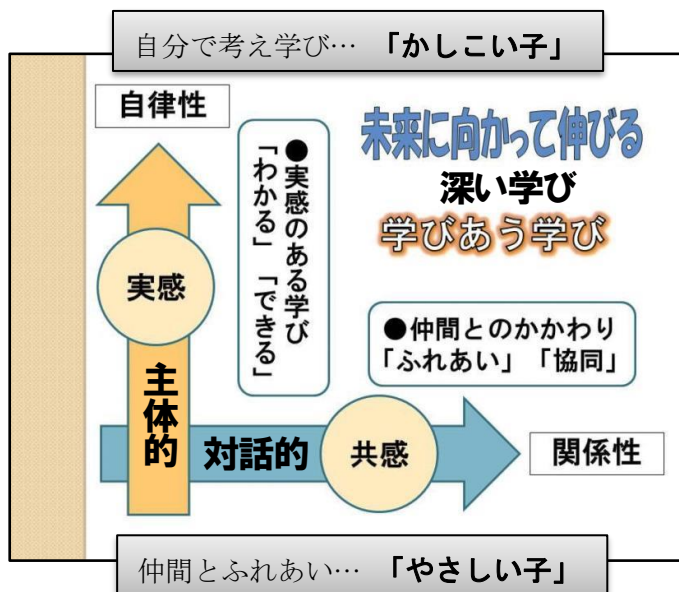 自分で考え学び… 「かしこい子」
自律性
●実感のある学び
「わかる」「できる」
未来に向かって伸びる
深い学び
学びあう学び
実感
●仲間とのかかわり
「ふれあい」「協同」
主体的
対話的
共感
関係性
仲間とふれあい… 「やさしい子」